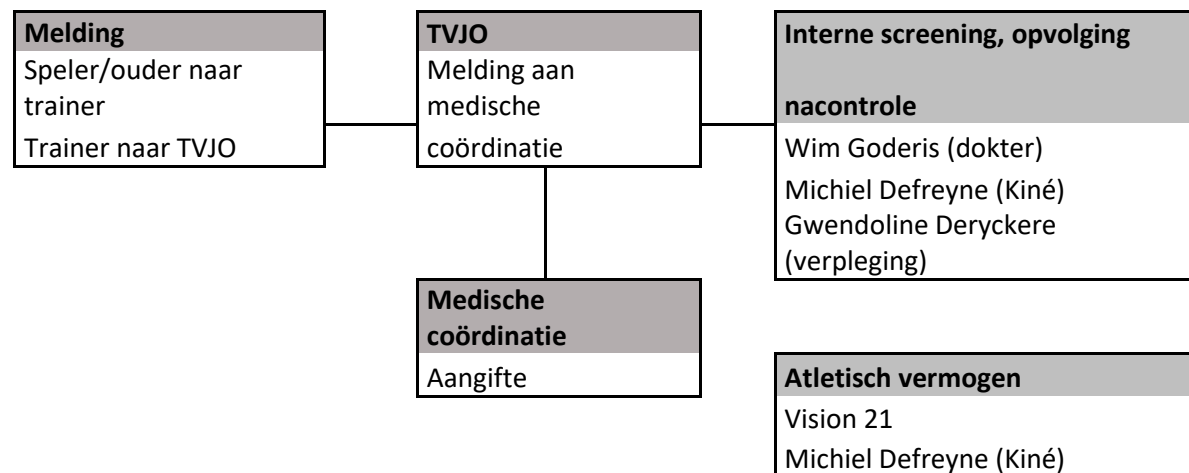 Melding
Speler/ouder naar
trainer
Trainer naar TVJO
TVJO
Melding aan
medische
coördinatie
Interne screening, opvolging
nacontrole
Wim Goderis (dokter)
Michiel Defreyne (Kiné)
Gwendoline Deryckere
(verpleging)
Medische
coördinatie
Aangifte
Atletisch vermogen
Vision 21
Michiel Defreyne (Kiné)